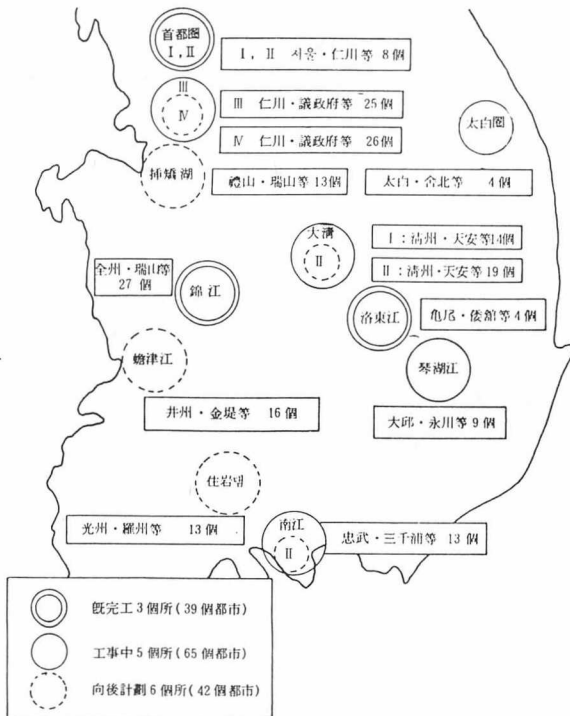 首都圈
I, II
I, II 서울・仁川等 8個
III
IV
III 仁川・議政府等 25個
IV 仁川・議政府等 26個
太白圈
揷矯湖
禮山・瑞山等 13個
太白・舍北等 4個
大淸
II
I : 淸州・天安等 14個
II : 淸州・天安等 19個
全州・瑞山等
27個
錦江
洛東江
亀尾・倭舘等 4個
蟾津江
琴湖江
井州・金堤等 16個
大邱・永川等 9個
住岩댐
光州・羅州等 13個
南江
II
忠武・三千浦等 13個
旣完工 3個所 (39個都市)
工事中 5個所 (65個都市)
向後計劃 6個所 (42個都市)